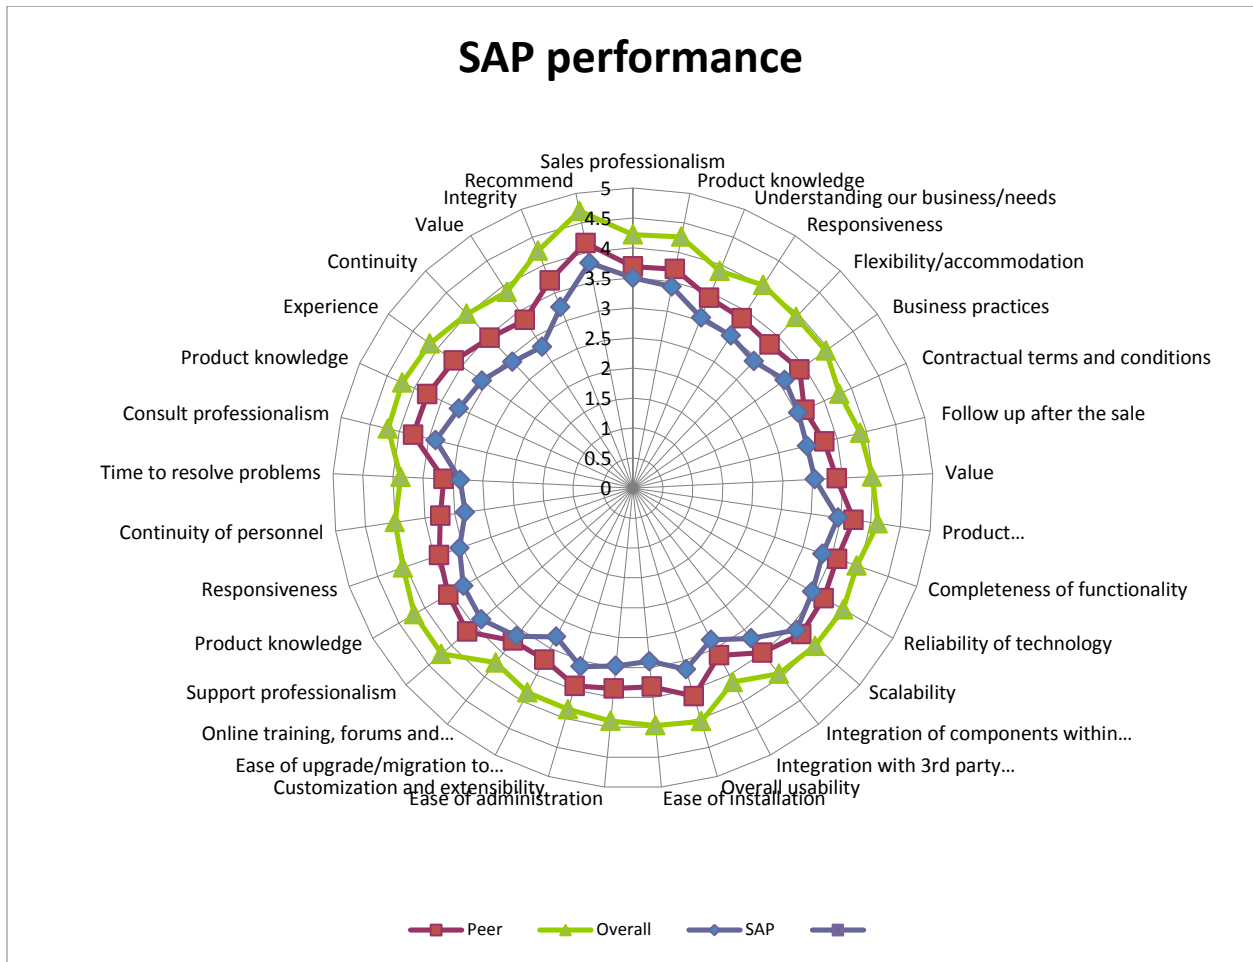 SAP performance
Sales professionalism
Product knowledge
Understanding our business/needs
Responsiveness
Flexibility/accommodation
Business practices
Contractual terms and conditions
Follow up after the sale
Value
Product...
Completeness of functionality
Reliability of technology
Scalability
Integration of components within...
Integration with 3rd party...
Overall usability
Ease of installation
Ease of administration
Customization and extensibility
Ease of upgrade/migration to...
Online training, forums and...
Support professionalism
Product knowledge
Responsiveness
Continuity of personnel
Time to resolve problems
Consult professionalism
Product knowledge
Experience
Continuity
Value
Integrity
Recommend
5
4.5
4
3.5
3
2.5
2
1.5
1
0.5
0
Peer
Overall
SAP